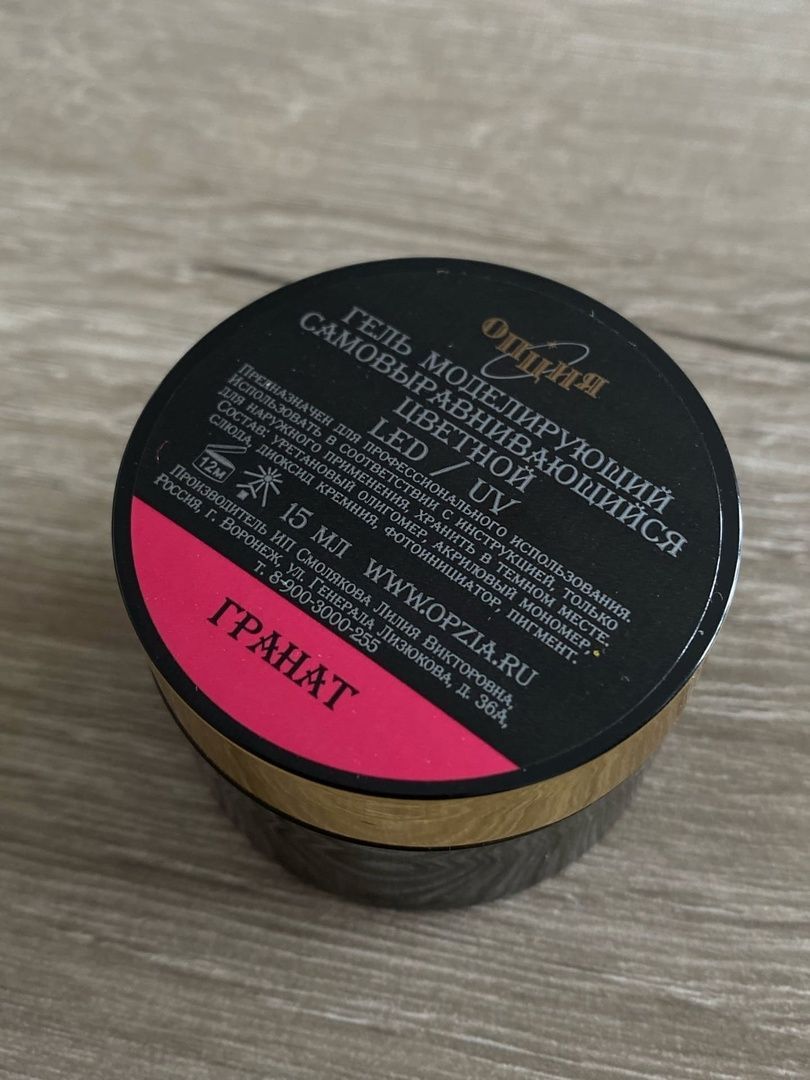 ОПЦИЯ
ГЕЛЬ МОДЕЛИРУЮЩИЙ
САМОВЫРАВНИВАЮЩИЙСЯ
ЦВЕТНОЙ
LED / UV
ПРЕДНАЗНАЧЕН ДЛЯ ПРОФЕССИОНАЛЬНОГО ИСПОЛЬЗОВАНИЯ.
ИСПОЛЬЗОВАТЬ В СООТВЕТСТВИИ С ИНСТРУКЦИЕЙ, ТОЛЬКО
ДЛЯ НАРУЖНОГО ПРИМЕНЕНИЯ. ХРАНИТЬ В ТЕМНОМ МЕСТЕ.
СОСТАВ: УРЕТАНОВЫЙ ОЛИГОМЕР, АКРИЛОВЫЙ МОНОМЕР,
СЛЮДА, ДИОКСИД КРЕМНИЯ, ФОТОИНИЦИАТОР, ПИГМЕНТ.
12М 15 МЛ WWW.OPZIA.RU
ПРОИЗВОДИТЕЛЬ ИП СМОЛЯКОВА ЛИЛИЯ ВИКТОРОВНА,
РОССИЯ, Г. ВОРОНЕЖ, УЛ. ГЕНЕРАЛА ЛИЗЮКОВА, Д. 36А,
Т. 8-900-3000-255
ГРАНАТ